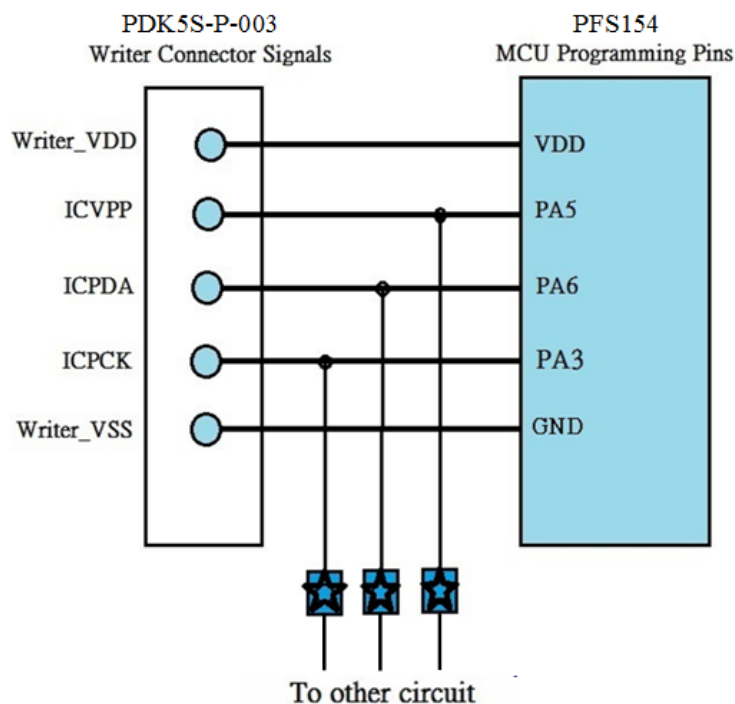 PDK5S-P-003
Writer Connector Signals
PFS154
MCU Programming Pins
Writer_VDD
VDD
ICVPP
PA5
ICPDA
PA6
ICPCK
PA3
Writer_VSS
GND
To other circuit